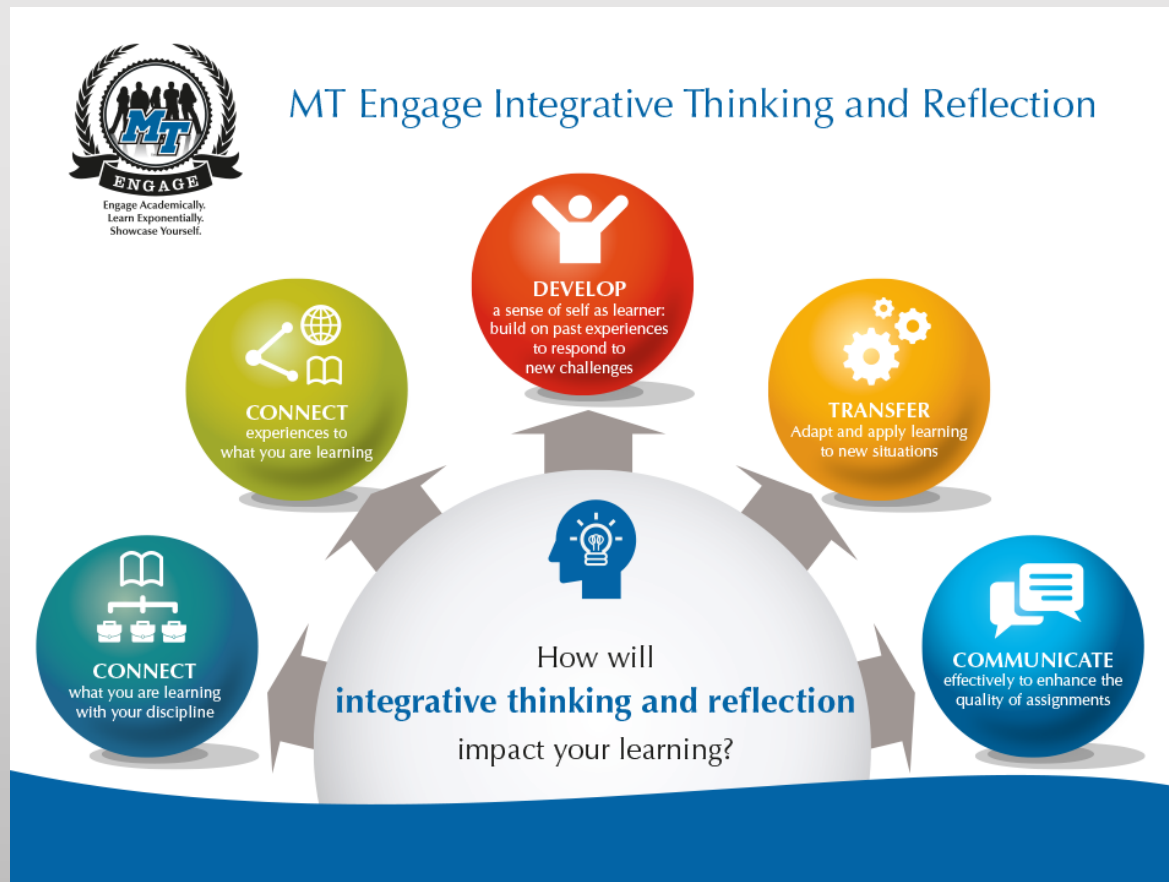 MT
ENGAGE
Engage Academically.
Learn Exponentially.
Showcase Yourself.
MT Engage Integrative Thinking and Reflection
CONNECT
what you are learning
with your discipline
CONNECT
experiences to
what you are learning
DEVELOP
a sense of self as learner:
build on past experiences
to respond to
new challenges
TRANSFER
Adapt and apply learning
to new situations
COMMUNICATE
effectively to enhance the
quality of assignments
How will
integrative thinking and reflection
impact your learning?